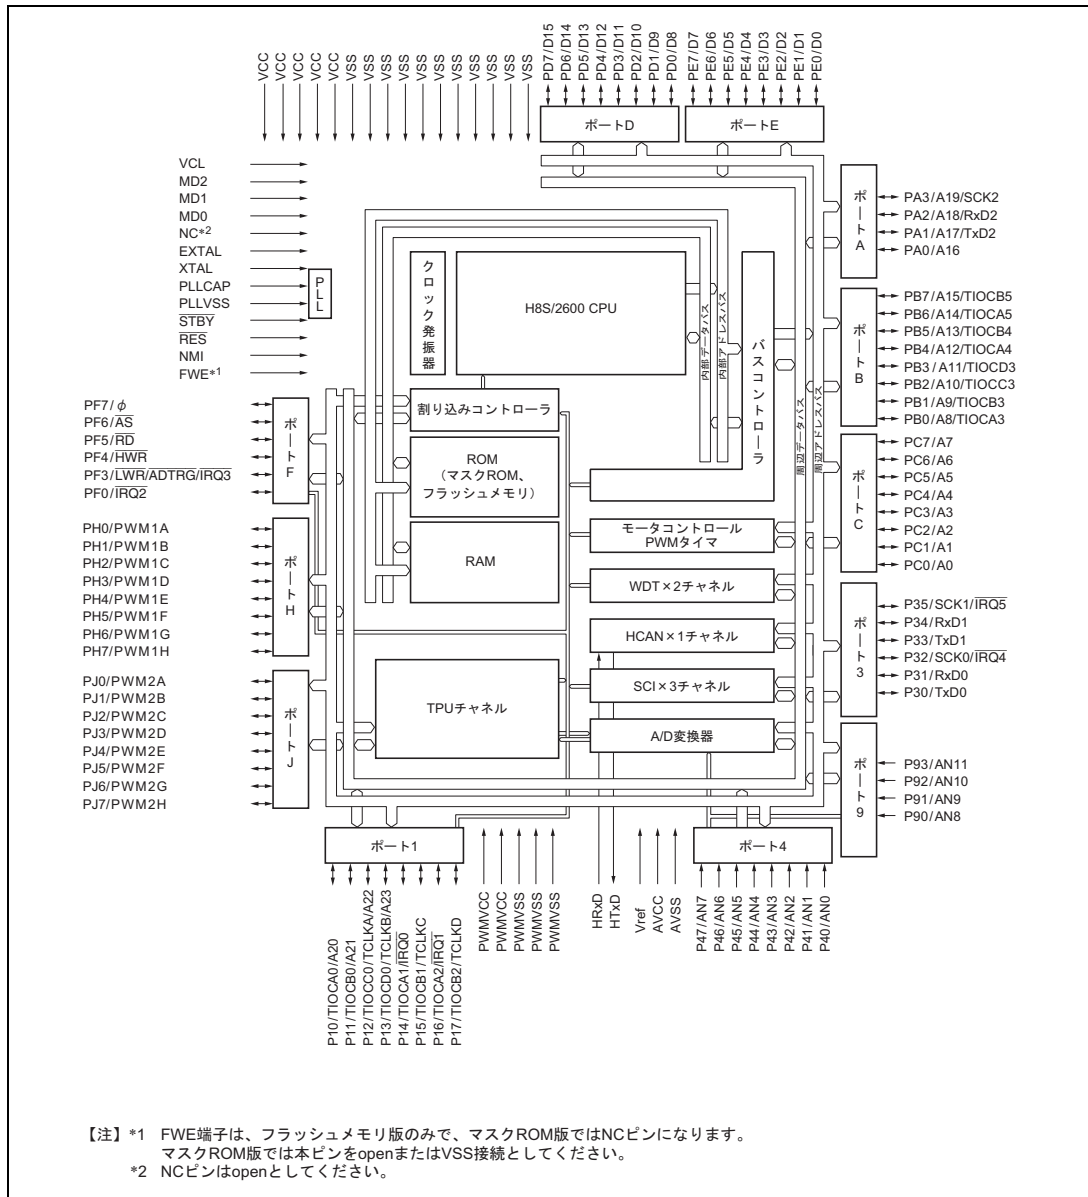 VCC
VCC
VCC
VCC
VCC
VSS
VSS
VSS
VSS
VSS
VSS
VSS
VSS
VSS
VSS
VSS
PD7/D15
PD6/D14
PD5/D13
PD4/D12
PD3/D11
PD2/D10
PD1/D9
PD0/D8
PE7/D7
PE6/D6
PE5/D5
PE4/D4
PE3/D3
PE2/D2
PE1/D1
PE0/D0
ポートD
ポートE
VCL
MD2
MD1
MD0
NC*2
EXTAL
XTAL
PLLCAP
PLLVSS
STBY
RES
NMI
FWE*1
PLL
クロック発振器
H8S/2600 CPU
内部データバス
内部アドレスバス
バスコントローラ
周辺データバス
周辺アドレスバス
ポートA
PA3/A19/SCK2
PA2/A18/RxD2
PA1/A17/TxD2
PA0/A16
ポートB
PB7/A15/TIOCB5
PB6/A14/TIOCA5
PB5/A13/TIOCB4
PB4/A12/TIOCA4
PB3/A11/TIOCD3
PB2/A10/TIOCC3
PB1/A9/TIOCB3
PB0/A8/TIOCA3
PF7/φ
PF6/AS
PF5/RD
PF4/HWR
PF3/LWR/ADTRG/IRQ3
PF0/IRQ2
ポートF
割り込みコントローラ
ROM
(マスクROM、
フラッシュメモリ)
RAM
ポートC
PC7/A7
PC6/A6
PC5/A5
PC4/A4
PC3/A3
PC2/A2
PC1/A1
PC0/A0
PH0/PWM1A
PH1/PWM1B
PH2/PWM1C
PH3/PWM1D
PH4/PWM1E
PH5/PWM1F
PH6/PWM1G
PH7/PWM1H
ポートH
モータコントロール
PWMタイマ
WDT×2チャネル
HCAN×1チャネル
SCI×3チャネル
A/D変換器
TPUチャネル
ポート3
P35/SCK1/IRQ5
P34/RxD1
P33/TxD1
P32/SCK0/IRQ4
P31/RxD0
P30/TxD0
PJ0/PWM2A
PJ1/PWM2B
PJ2/PWM2C
PJ3/PWM2D
PJ4/PWM2E
PJ5/PWM2F
PJ6/PWM2G
PJ7/PWM2H
ポートJ
ポート9
P93/AN11
P92/AN10
P91/AN9
P90/AN8
ポート1
ポート4
P10/TIOCA0/A20
P11/TIOCB0/A21
P12/TIOCC0/TCLKA/A22
P13/TIOCD0/TCLKB/A23
P14/TIOCA1/IRQ0
P15/TIOCB1/TCLKC
P16/TIOCA2/IRQ1
P17/TIOCB2/TCLKD
PWMVCC
PWMVCC
PWMVSS
PWMVSS
PWMVSS
HRxD
HTxD
Vref
AVCC
AVSS
P47/AN7
P46/AN6
P45/AN5
P44/AN4
P43/AN3
P42/AN2
P41/AN1
P40/AN0
【注】*1 FWE端子は、フラッシュメモリ版のみで、マスクROM版ではNCピンになります。
マスクROM版では本ピンをopenまたはVSS接続としてください。
*2 NCピンはopenとしてください。